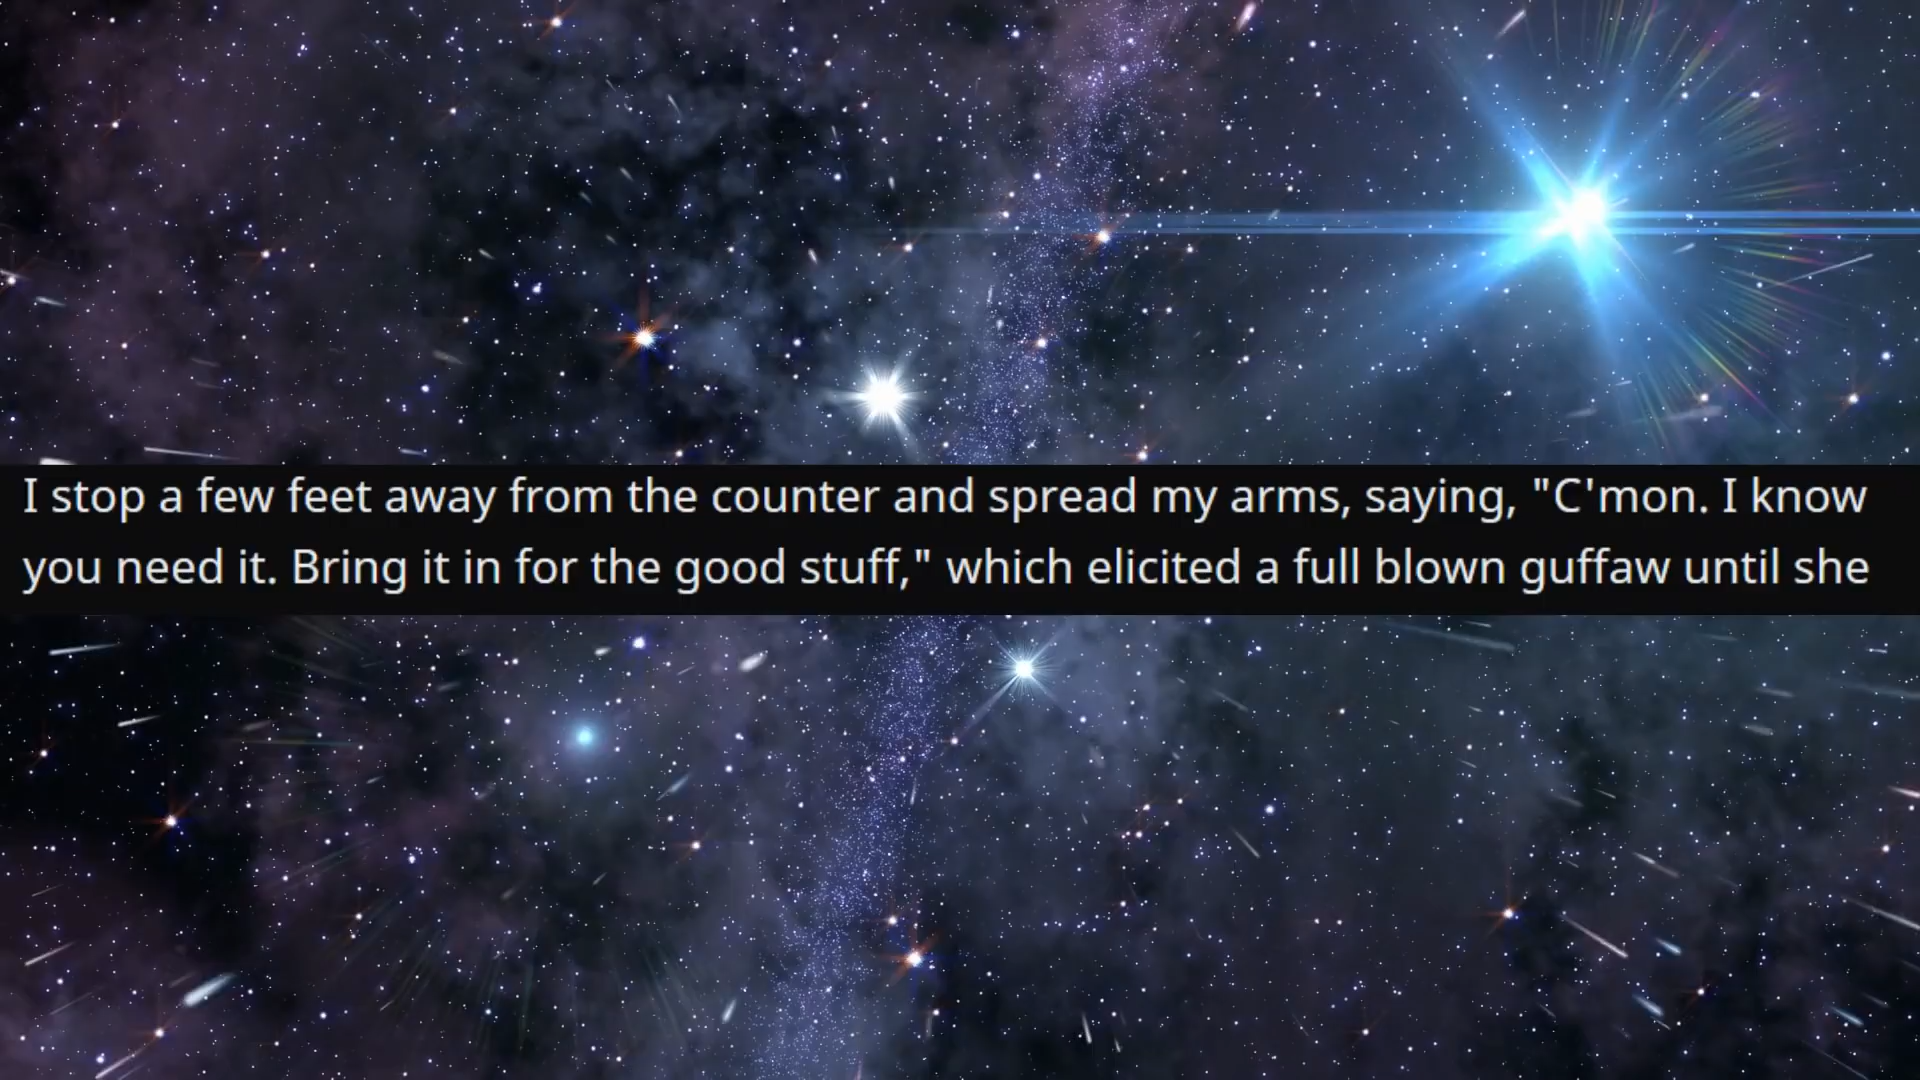 I stop a few feet away from the counter and spread my arms, saying, "C'mon. I know
you need it. Bring it in for the good stuff," which elicited a full blown guffaw until she